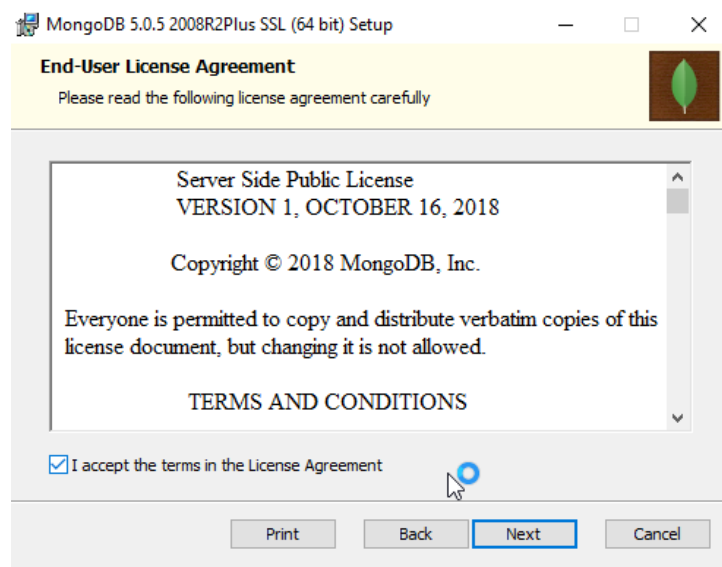 MongoDB 5.0.5 2008R2Plus SSL (64 bit) Setup
End-User License Agreement
Please read the following license agreement carefully
Server Side Public License
VERSION 1, OCTOBER 16, 2018
Copyright © 2018 MongoDB, Inc.
Everyone is permitted to copy and distribute verbatim copies of this
license document, but changing it is not allowed.
TERMS AND CONDITIONS
I accept the terms in the License Agreement
Print Back Next Cancel